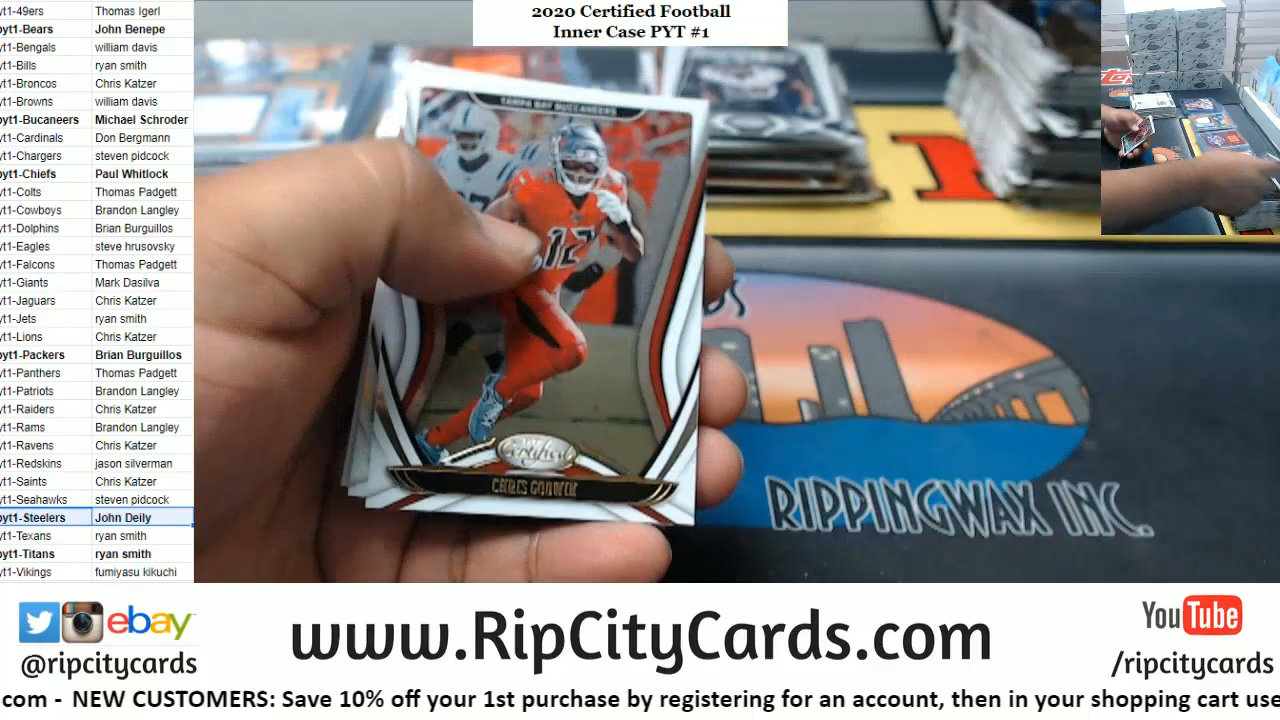 2020 Certified Football
Inner Case PYT #1
yt1-49ers Thomas Igerl
pyt1-Bears John Benepe
yt1-Bengals william davis
yt1-Bills ryan smith
yt1-Broncos Chris Katzer
yt1-Browns william davis
pyt1-Bucaneers Michael Schroder
yt1-Cardinals Don Bergmann
yt1-Chargers steven pidcock
pyt1-Chiefs Paul Whitlock
yt1-Colts Thomas Padgett
yt1-Cowboys Brandon Langley
yt1-Dolphins Brian Burguillos
yt1-Eagles steve hrusovsky
yt1-Falcons Thomas Padgett
yt1-Giants Mark Dasilva
yt1-Jaguars Chris Katzer
yt1-Jets ryan smith
yt1-Lions Chris Katzer
pyt1-Packers Brian Burguillos
yt1-Panthers Thomas Padgett
yt1-Patriots Brandon Langley
yt1-Raiders Chris Katzer
yt1-Rams Brandon Langley
yt1-Ravens Chris Katzer
yt1-Redskins jason silverman
yt1-Saints Chris Katzer
yt1-Seahawks steven pidcock
pyt1-Steelers John Deily
yt1-Texans ryan smith
pyt1-Titans ryan smith
yt1-Vikings fumiyasu kikuchi
TAMPA BAY BUCCANEERS
12
Certified
CHRIS GODWIN
RIPPINGWAX INC.
ebay
@ripcitycards
www.RipCityCards.com
YouTube
/ripcitycards
com - NEW CUSTOMERS: Save 10% off your 1st purchase by registering for an account, then in your shopping cart use